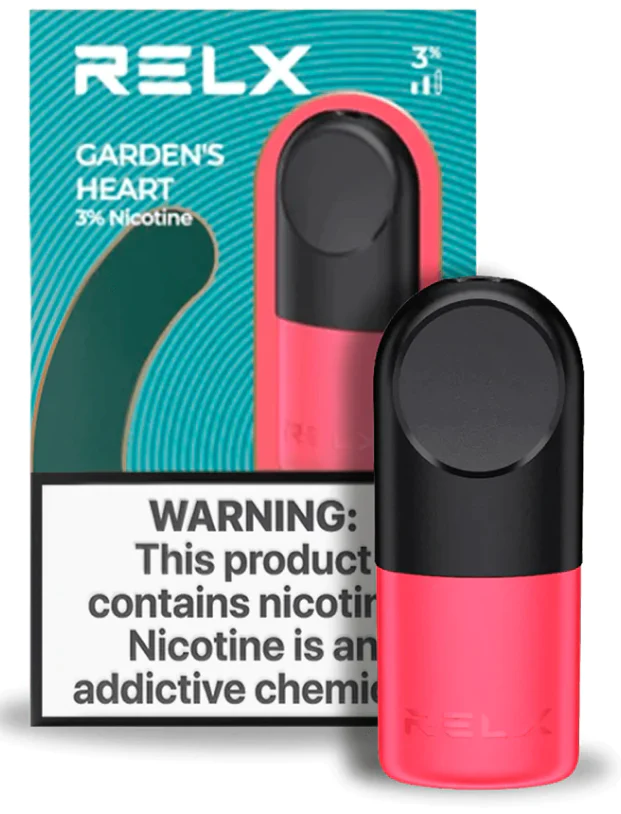 RELX
3%
GARDEN'S
HEART
3% Nicotine
RELX
WARNING:
This product
contains nicotin
Nicotine is an
addictive chemic
RELX